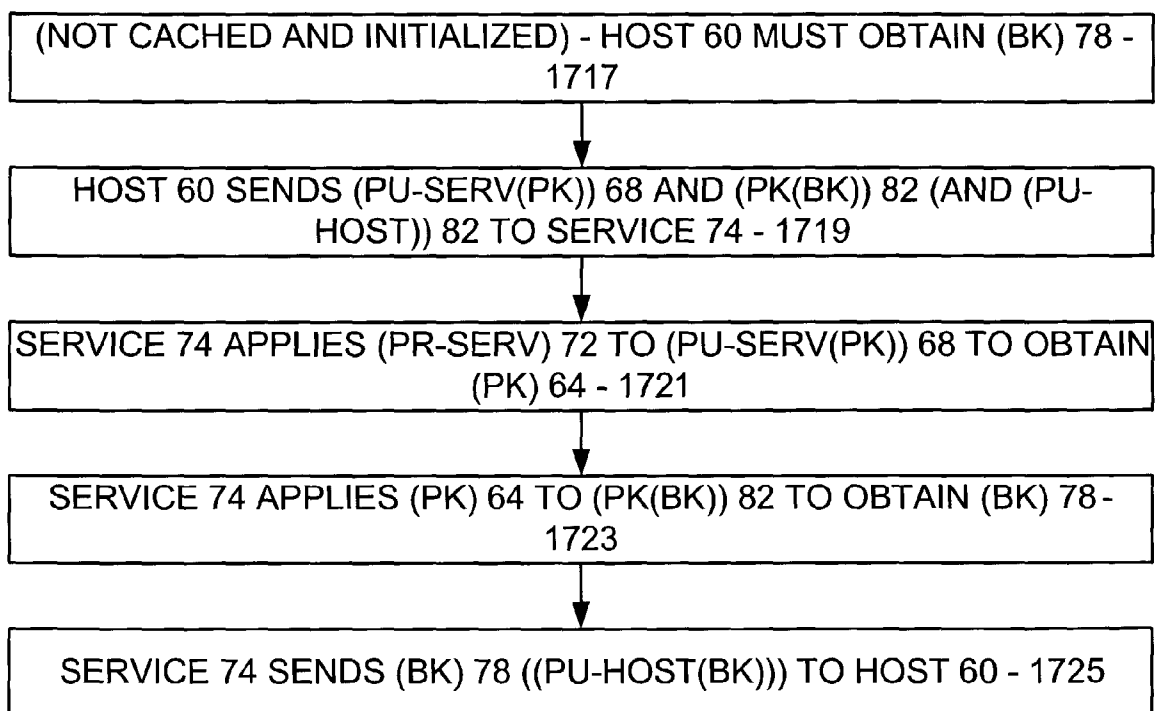 (NOT CACHED AND INITIALIZED) - HOST 60 MUST OBTAIN (BK) 78 -
1717
HOST 60 SENDS (PU-SERV(PK)) 68 AND (PK(BK)) 82 (AND (PU-
HOST)) 82 TO SERVICE 74 - 1719
SERVICE 74 APPLIES (PR-SERV) 72 TO (PU-SERV(PK)) 68 TO OBTAIN
(PK) 64 - 1721
SERVICE 74 APPLIES (PK) 64 TO (PK(BK)) 82 TO OBTAIN (BK) 78 -
1723
SERVICE 74 SENDS (BK) 78 ((PU-HOST(BK))) TO HOST 60 - 1725